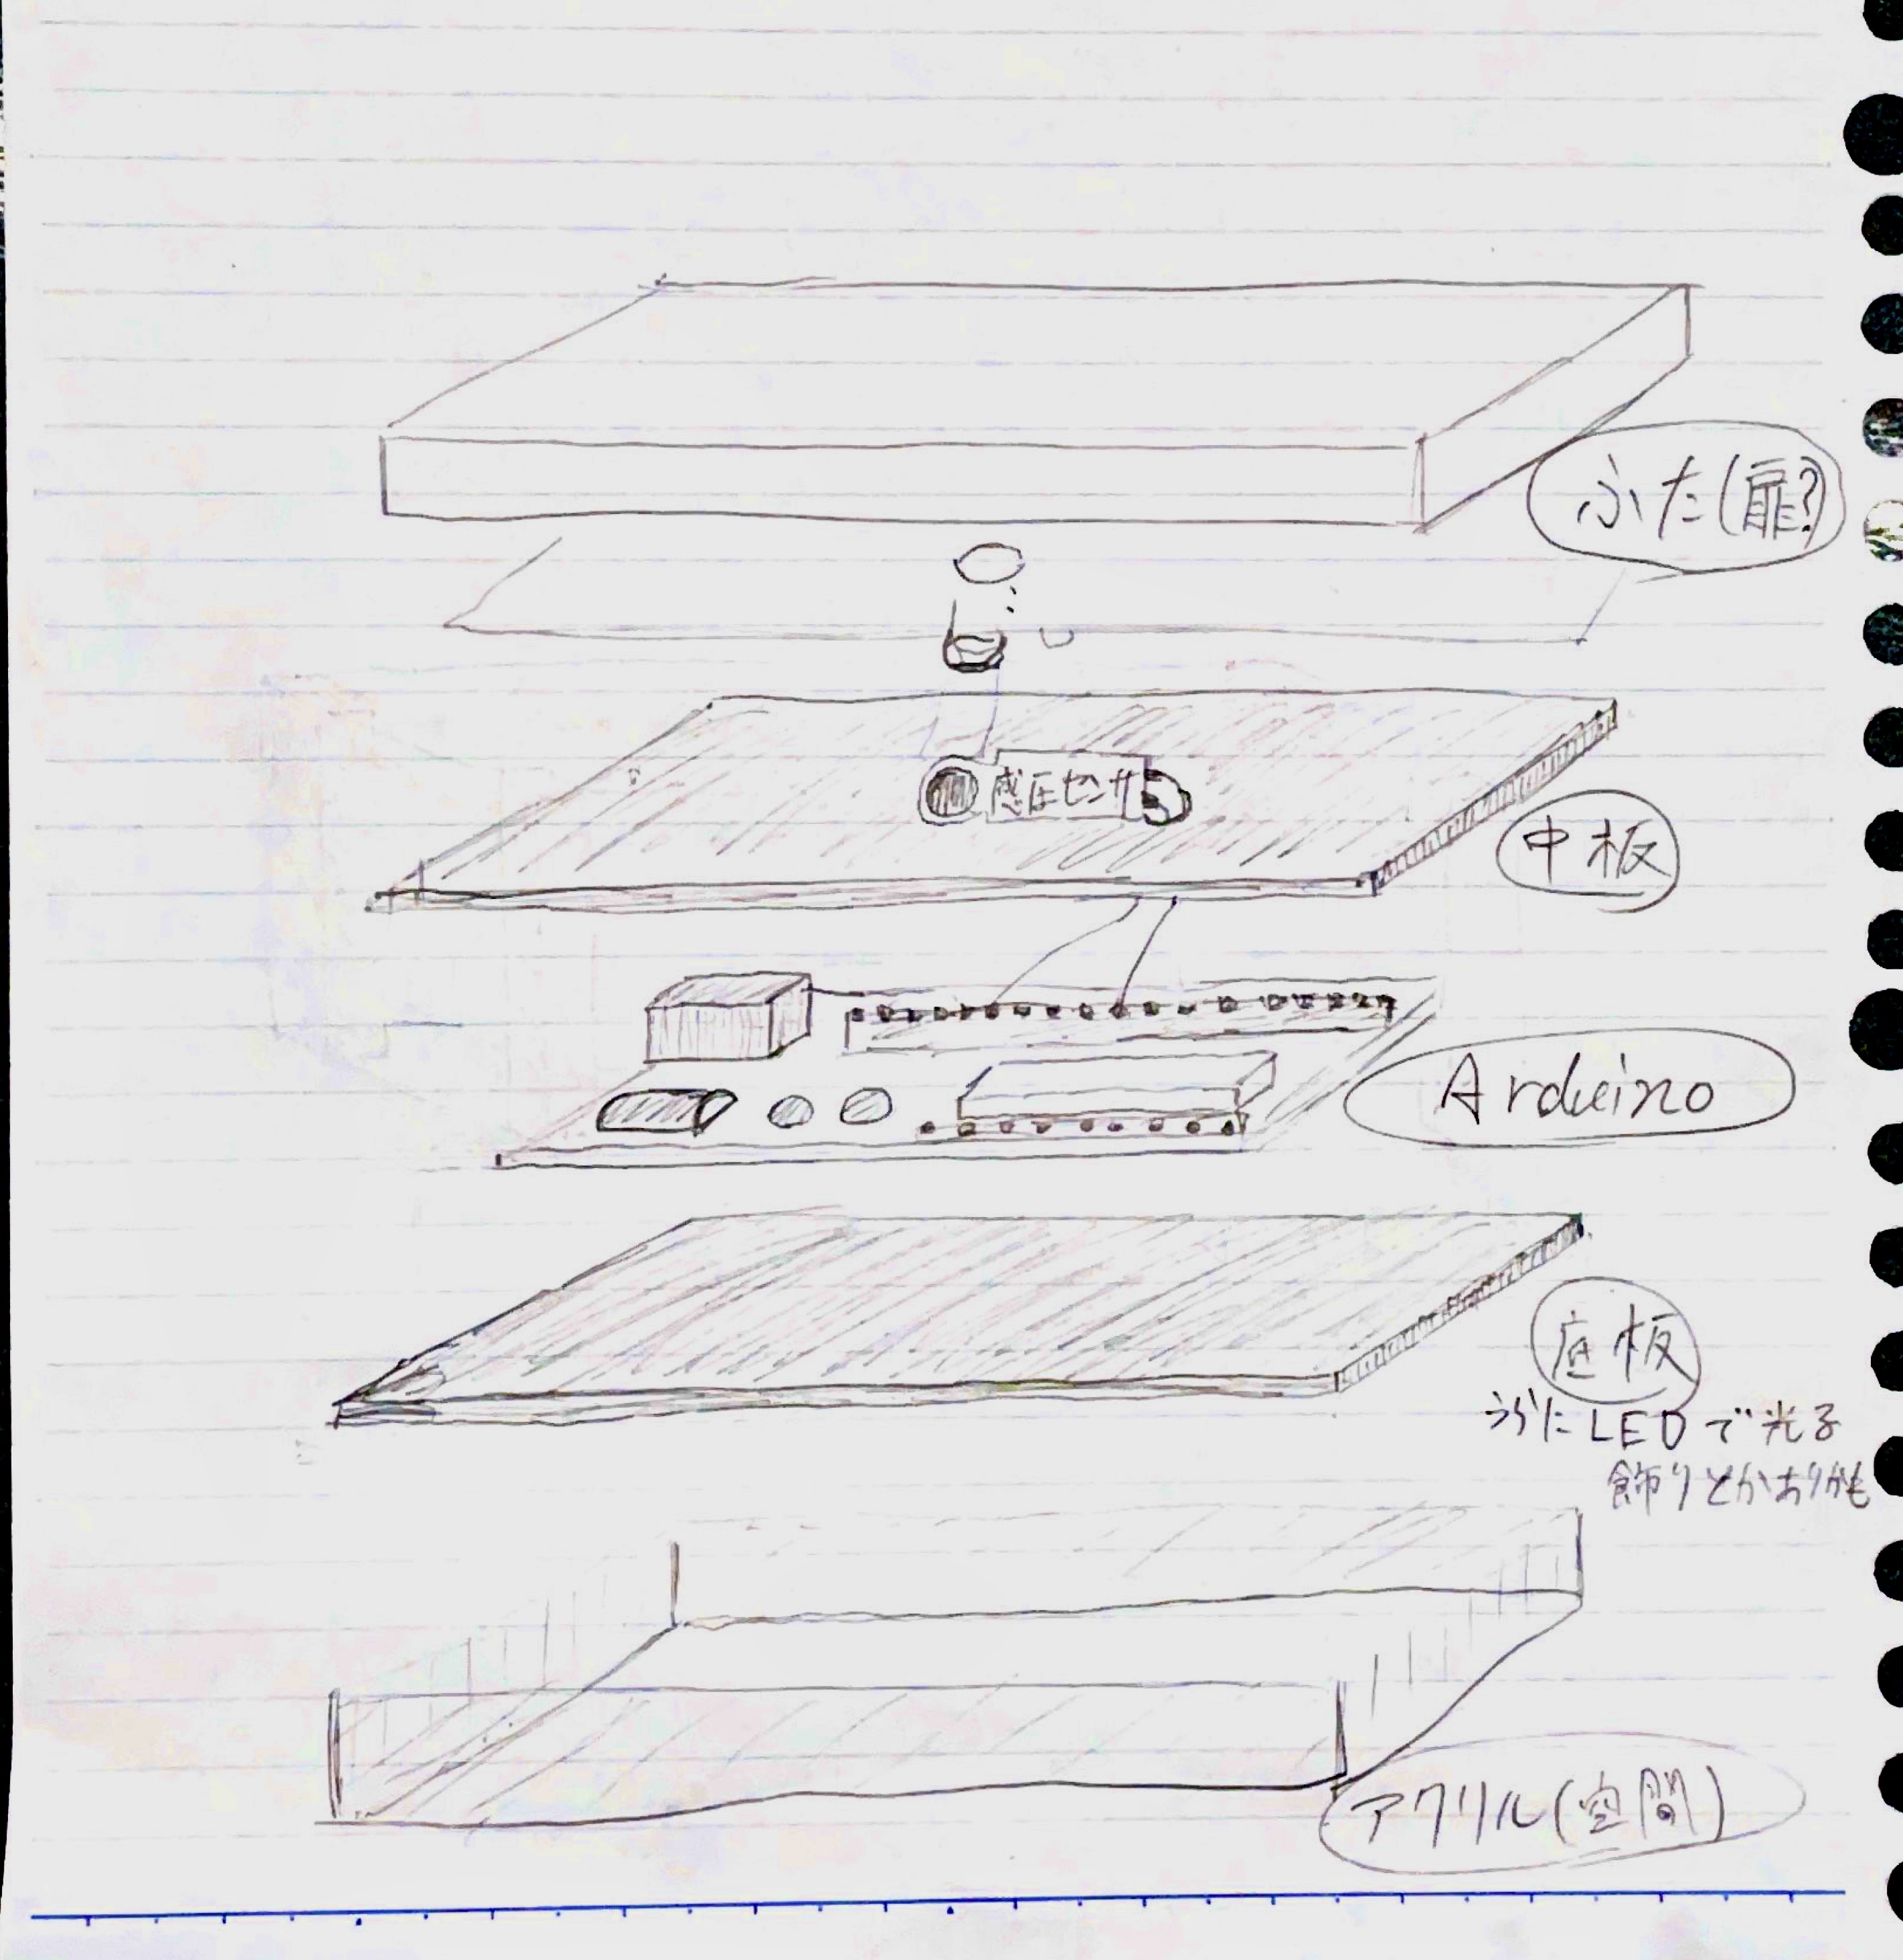 ふた(扉?)
感圧センサ
中板
Arduino
底板
うらにLEDで光る
飾りとかありかも
アクリル(空間)